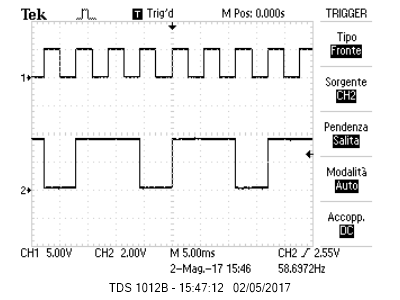 Tek T Trig'd M Pos: 0.000s TRIGGER
Tipo
Fronte
Sorgente
CH2
Pendenza
Salita
Modalità
Auto
Accopp.
DC
1
2
CH1 5.00V CH2 2.00V M 5.00ms CH2 / 2.55V
2-Mag.-17 15:46 58.6972Hz
TDS 1012B - 15:47:12 02/05/2017